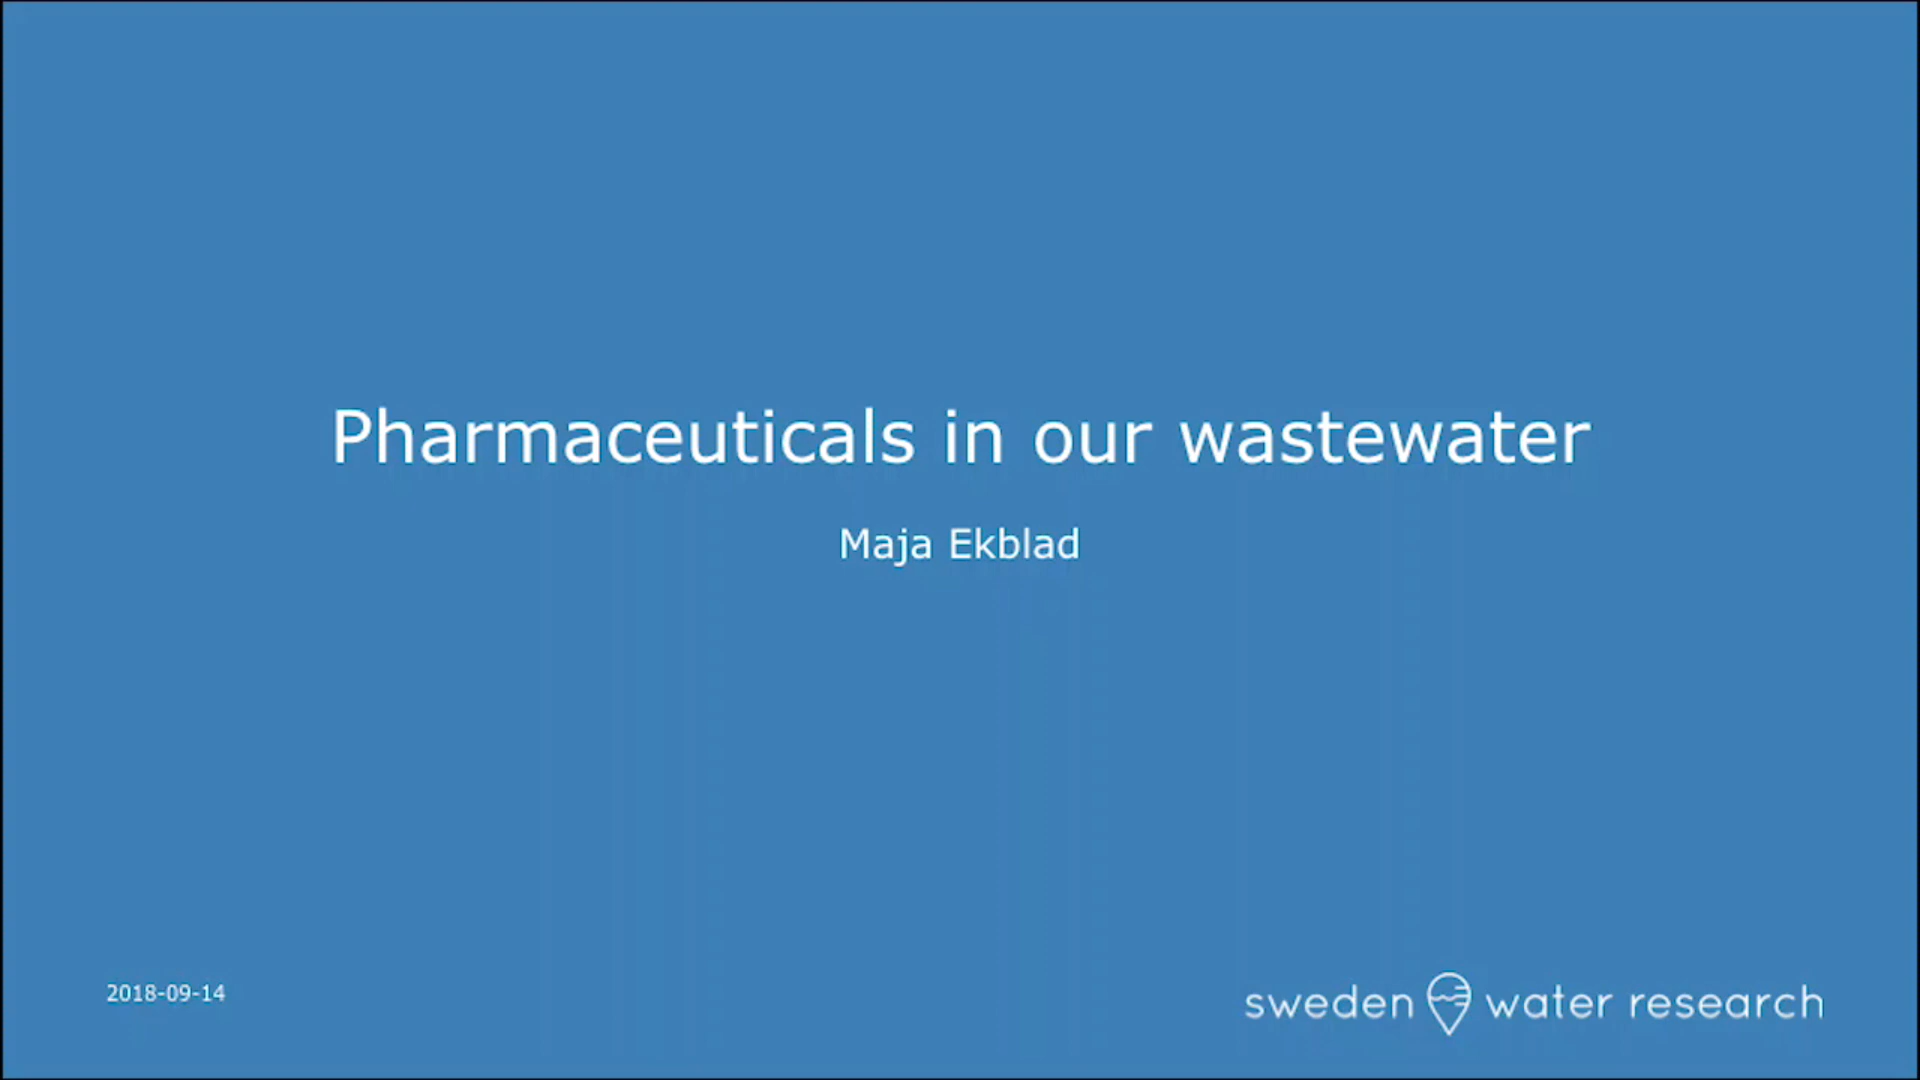 Pharmaceuticals in our wastewater
Maja Ekblad
2018-09-14
sweden water research